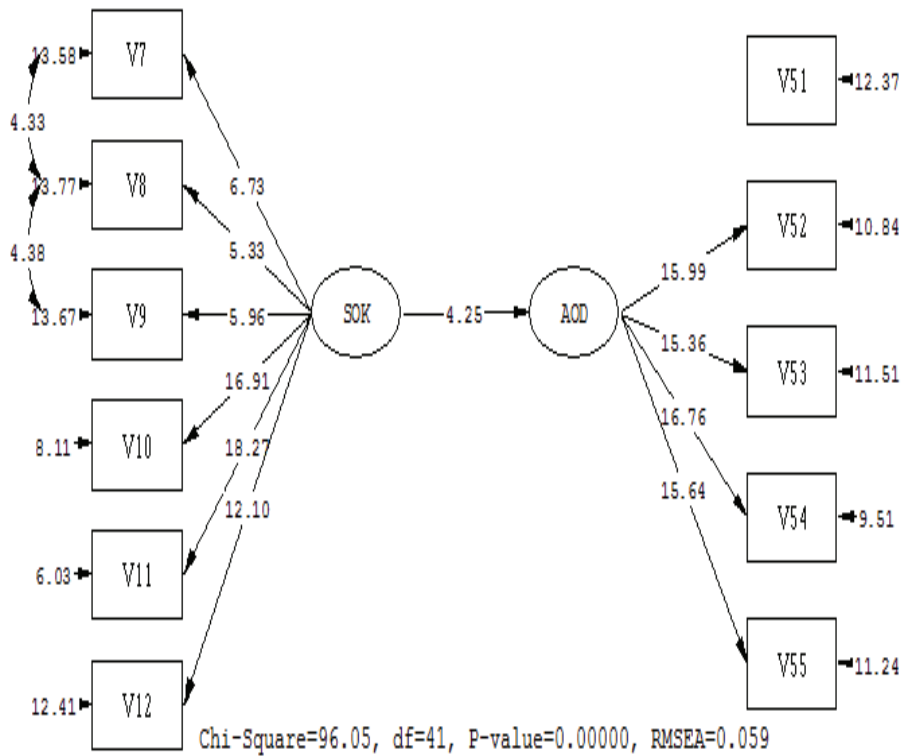 13.58
V7
V51
12.37
4.33
13.77
V8
6.73
V52
10.84
4.38
5.33
15.99
13.67
V9
5.96
SOK
4.25
AOD
15.36
V53
11.51
16.91
16.76
8.11
V10
18.27
15.64
12.10
V54
9.51
6.03
V11
V55
11.24
12.41
V12
Chi-Square=96.05, df=41, P-value=0.00000, RMSEA=0.059